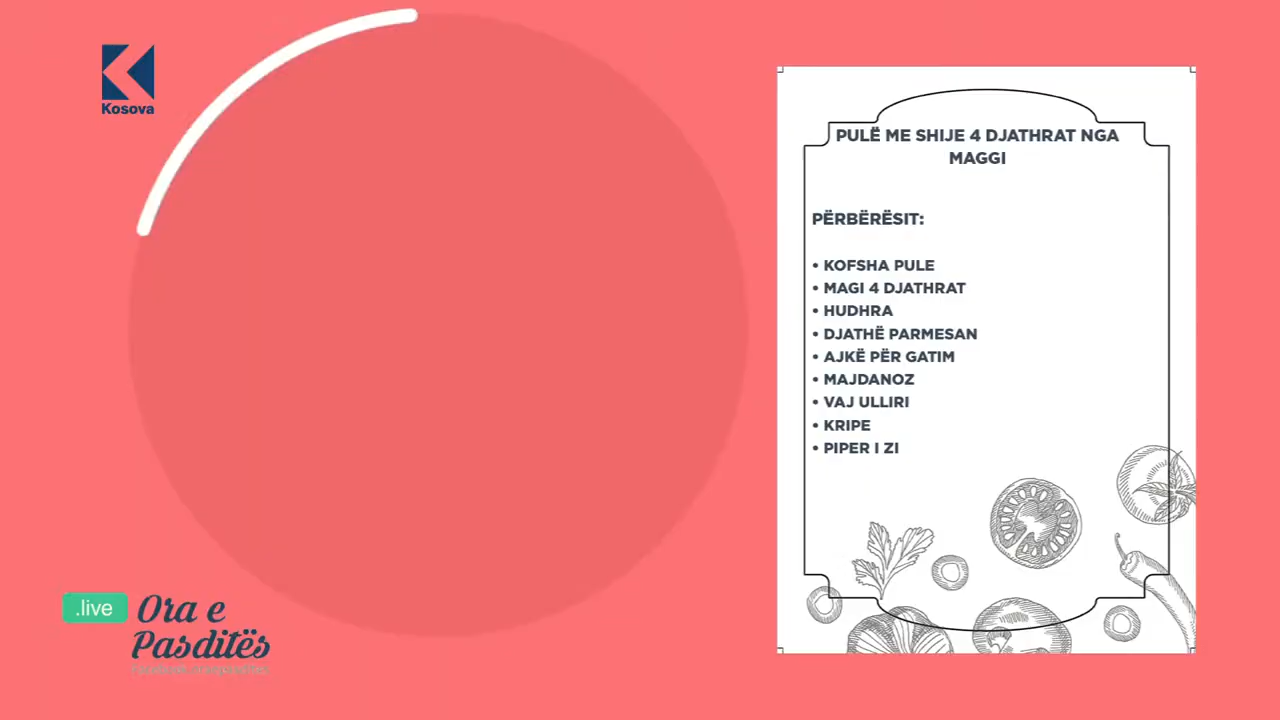 Kosova
PULË ME SHIJE 4 DJATHRAT NGA
MAGGI
PËRBËRËSIT:
• KOFSHA PULE
• MAGI 4 DJATHRAT
• HUDHRA
• DJATHË PARMESAN
• AJKË PËR GATIM
• MAJDANOZ
• VAJ ULLIRI
• KRIPE
• PIPER I ZI
.live
Ora e
Pasditës